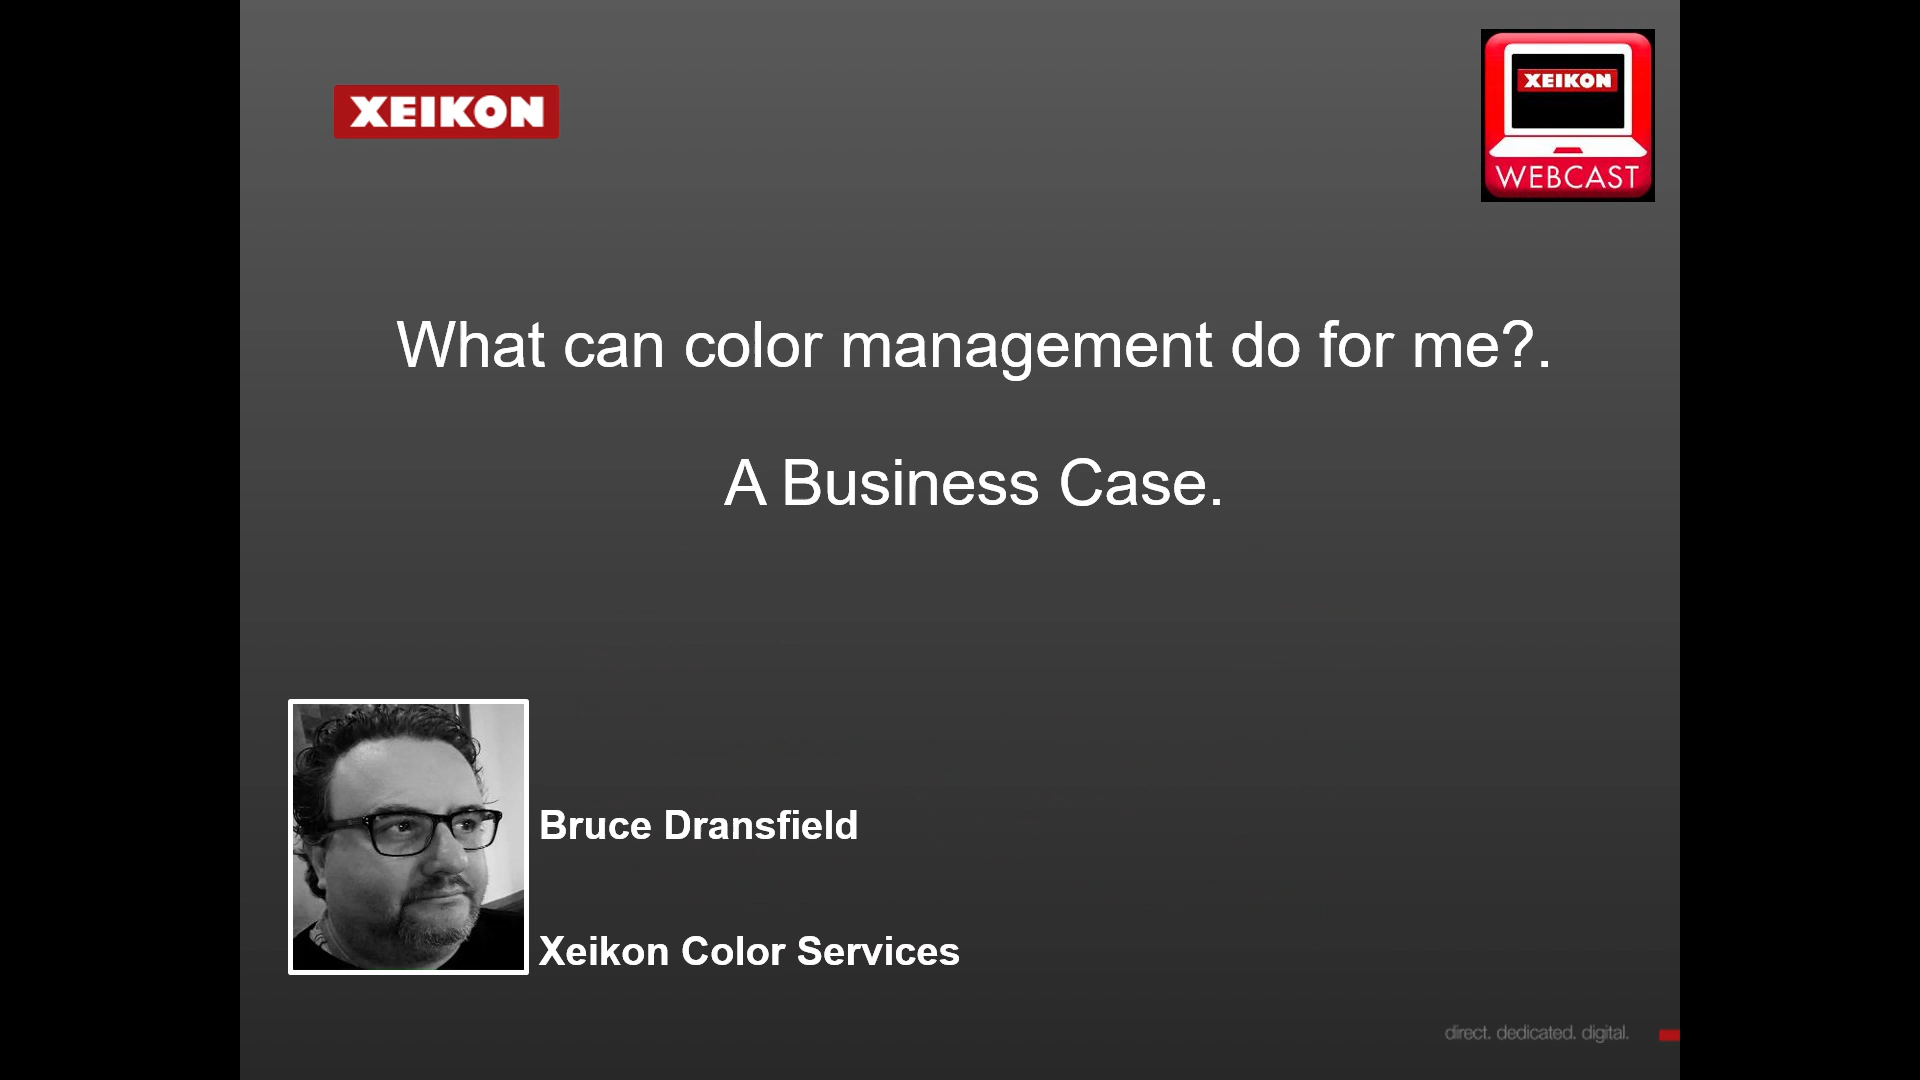 XEIKON
XEIKON
WEBCAST
What can color management do for me?.
A Business Case.
Bruce Dransfield
Xeikon Color Services
direct. dedicated. digital.